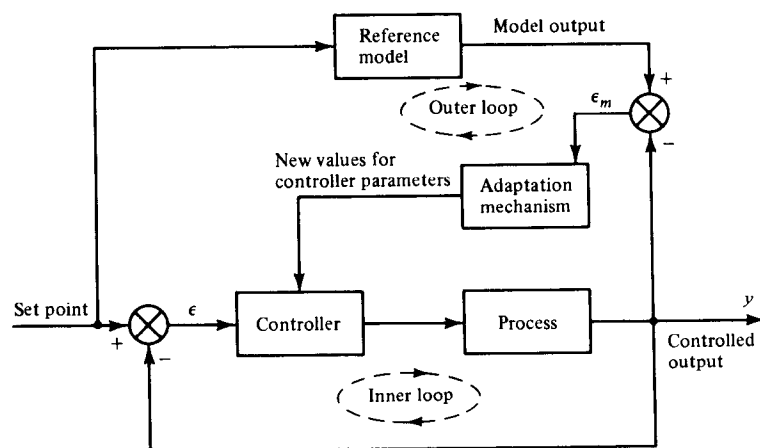 Reference
model
Model output
+
ϵm
Outer loop
−
New values for
controller parameters
Adaptation
mechanism
Set point
+
ϵ
−
Controller
Process
y
Controlled
output
Inner loop